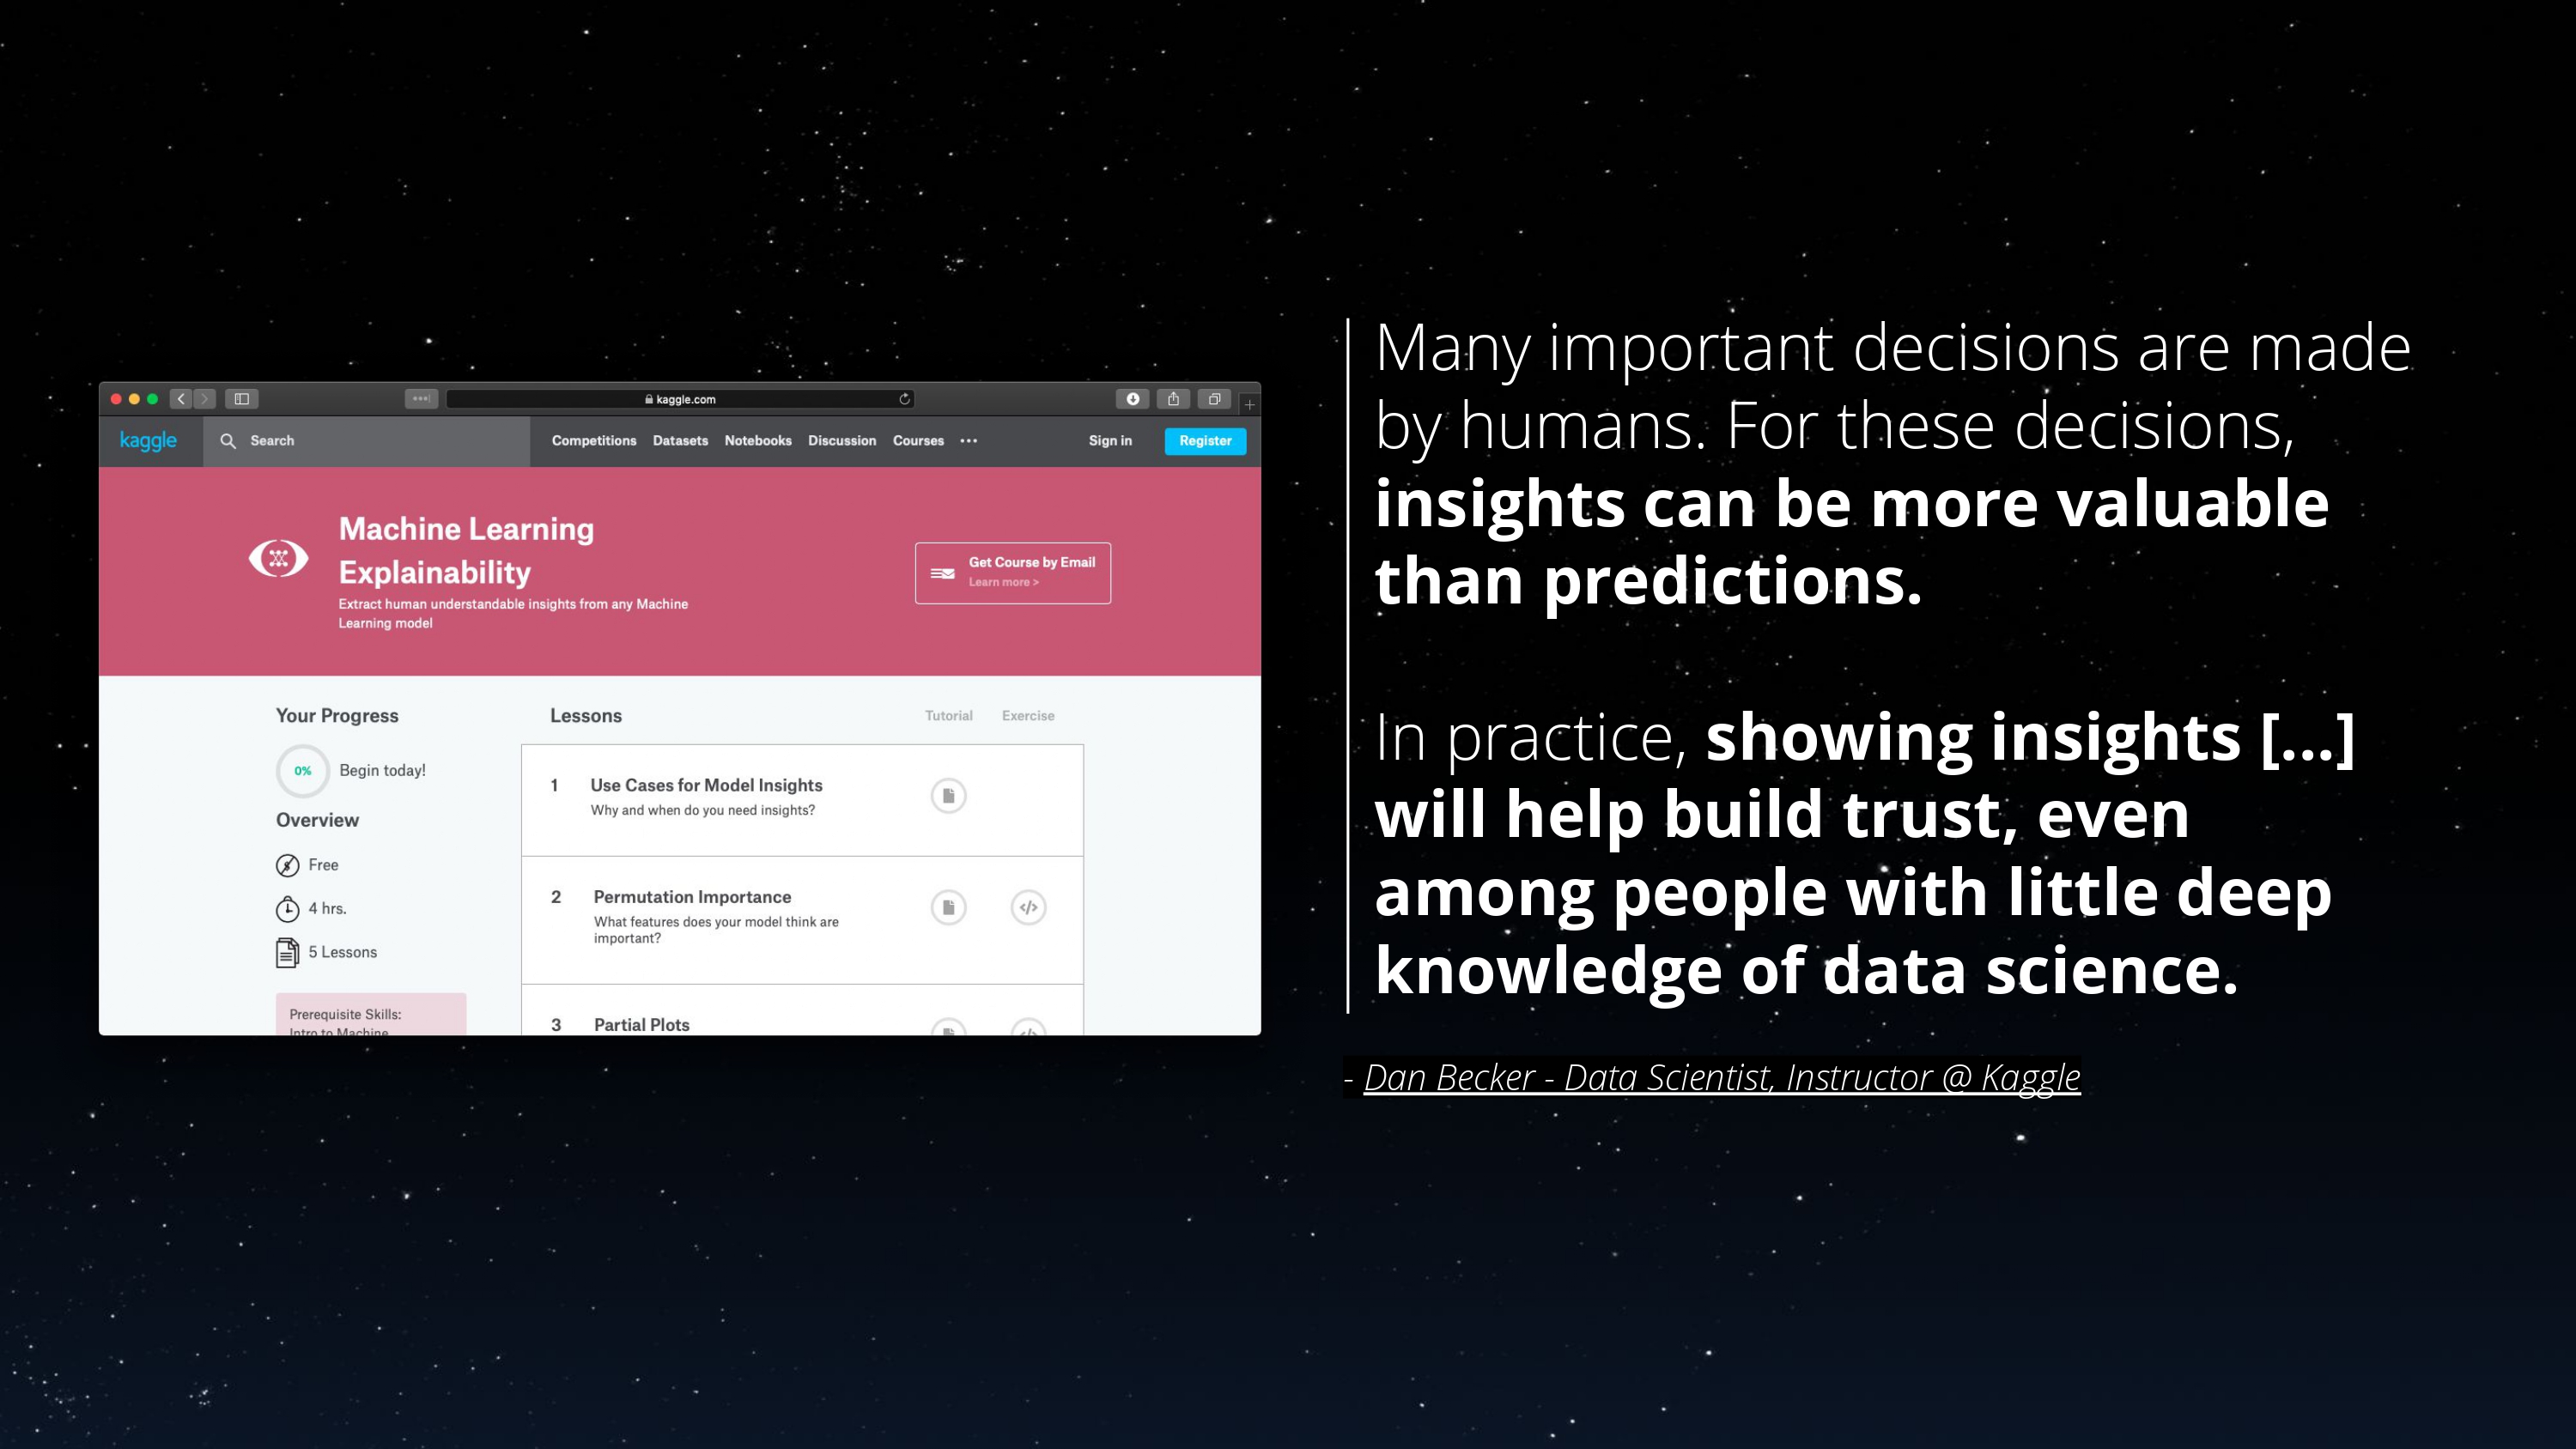 kaggle.com
kaggle
Search
Competitions Datasets Notebooks Discussion Courses •••
Sign in
Register
Machine Learning
Explainability
Extract human understandable insights from any Machine
Learning model
Get Course by Email
Learn more >
Your Progress
0% Begin today!
Overview
Free
4 hrs.
5 Lessons
Prerequisite Skills:
Intro to Machine
Lessons
Tutorial Exercise
1 Use Cases for Model Insights
Why and when do you need insights?
2 Permutation Importance
What features does your model think are
important?
3 Partial Plots
Many important decisions are made
by humans. For these decisions,
insights can be more valuable
than predictions.
In practice, showing insights [...]
will help build trust, even
among people with little deep
knowledge of data science.
- Dan Becker - Data Scientist, Instructor @ Kaggle